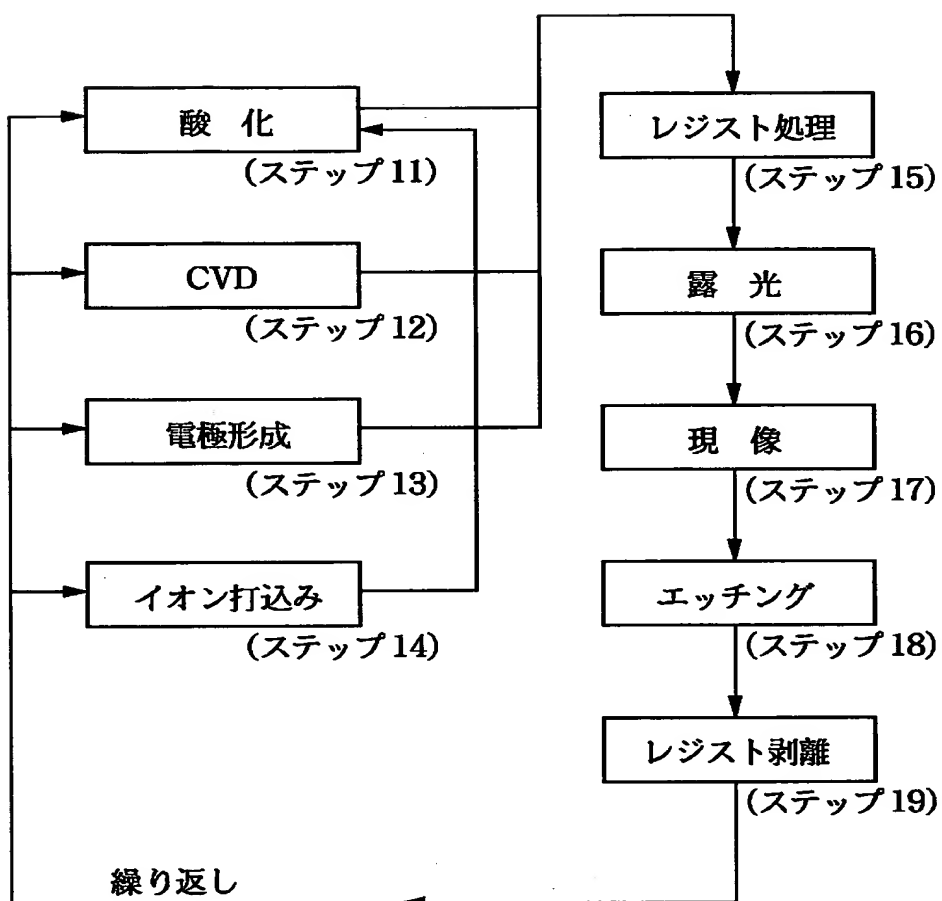 酸 化
(ステップ11)
CVD
(ステップ12)
電極形成
(ステップ13)
イオン打込み
(ステップ14)
レジスト処理
(ステップ15)
露 光
(ステップ16)
現 像
(ステップ17)
エッチング
(ステップ18)
レジスト剥離
(ステップ19)
繰り返し